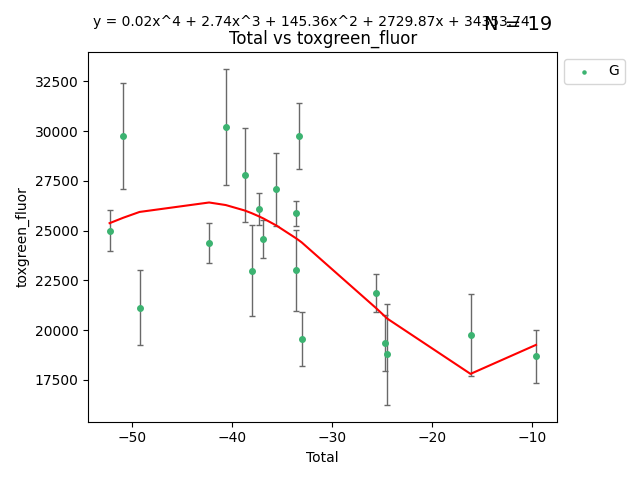 y = 0.02x^4 + 2.74x^3 + 145.36x^2 + 2729.87x + 34353.74
N = 19
Total vs toxgreen_fluor
G
32500
30000
27500
25000
22500
20000
17500
toxgreen_fluor
−50
−40
−30
−20
−10
Total